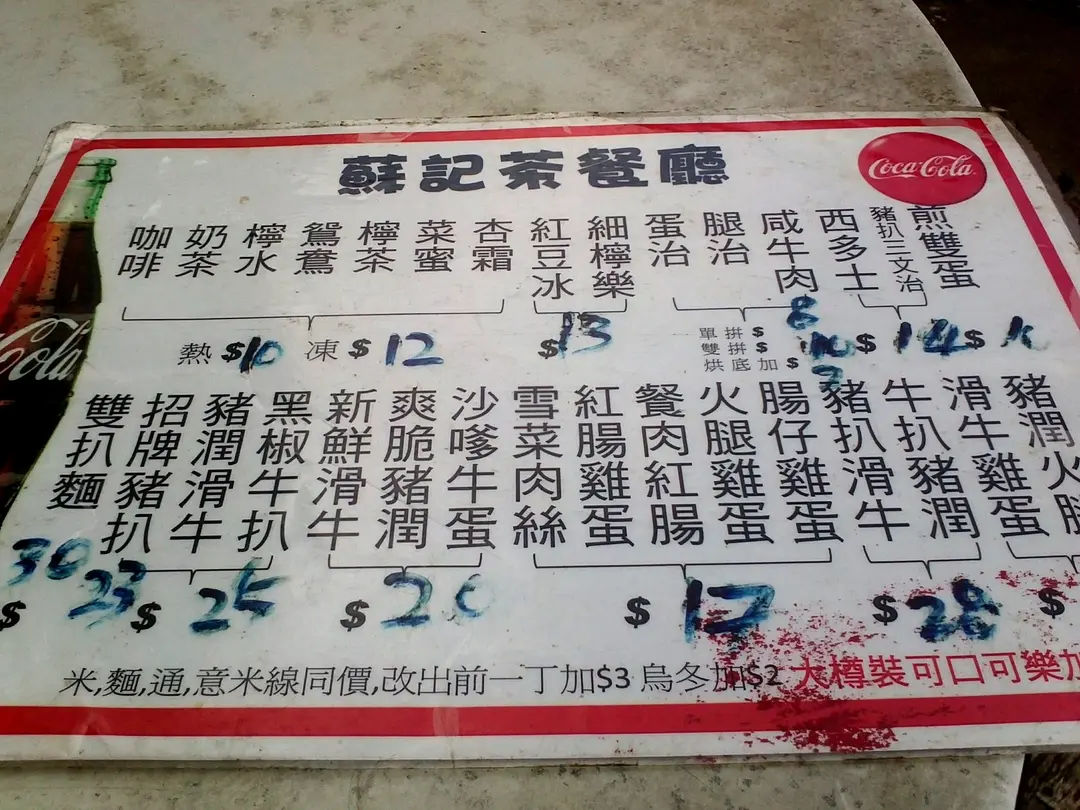 蘇記茶餐廳
Coca-Cola
咖啡 奶茶 檸水 鴛鴦 檸茶 菜蜜 杏霜 紅豆冰 細檸樂 蛋治 腿治 咸牛肉 西多士 豬扒三文治 煎雙蛋
單拼$ 8
熱 $10 凍 $12 $13 雙拼$ $14 $
烘底加$
Cola
雙扒麵 招牌豬扒 豬潤滑牛 黑椒牛扒 新鮮滑牛 爽脆豬潤 沙嗲牛蛋 雪菜肉絲 紅腸雞蛋 餐肉紅腸 火腿雞蛋 腸仔雞蛋 豬扒滑牛 牛扒豬潤 滑牛雞蛋 豬潤火腿
$30 $23 $25 $20 $17 $28 $
米,麵,通,意米線同價,改出前一丁加$3 烏冬加$2 大樽裝可口可樂加